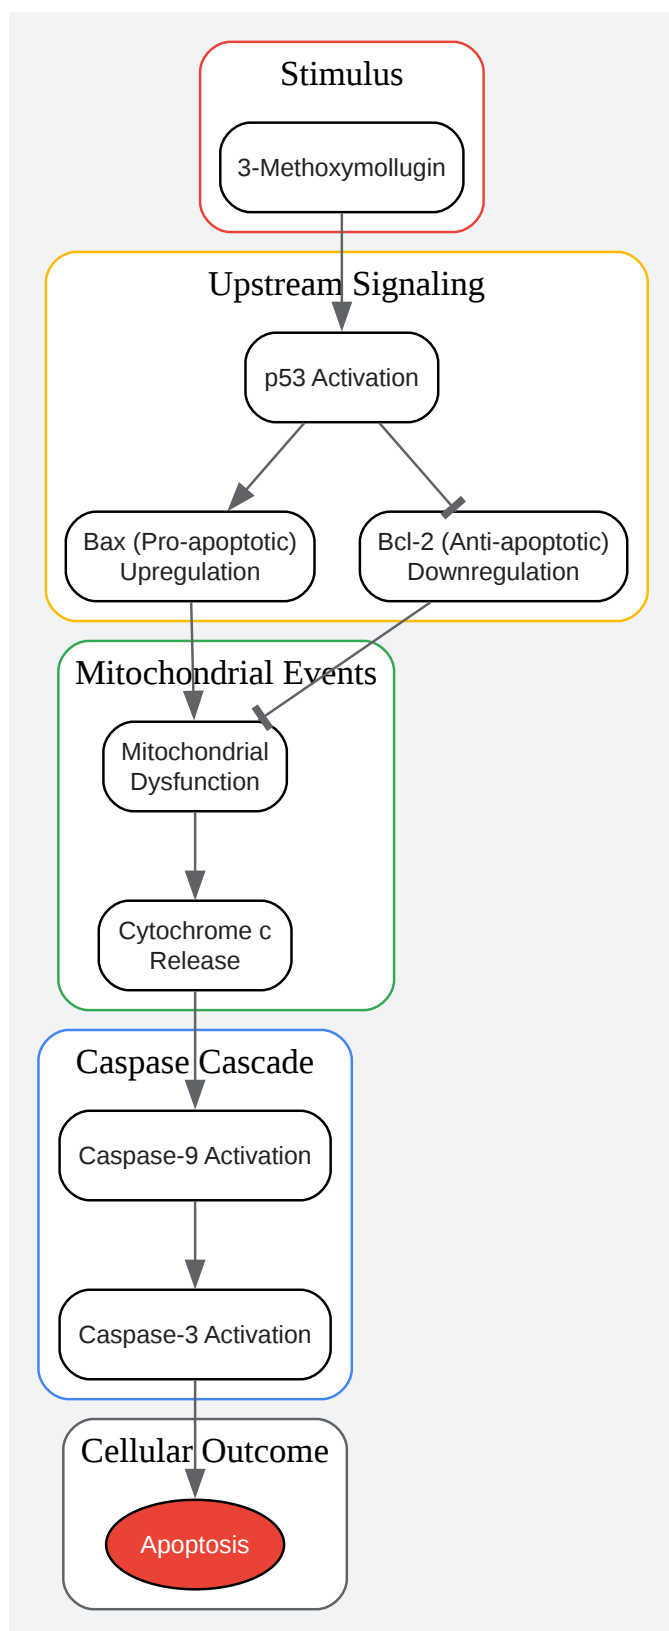 Stimulus
3-Methoxymollugin
Upstream Signaling
p53 Activation
Bax (Pro-apoptotic)
Upregulation
Bcl-2 (Anti-apoptotic)
Downregulation
Mitochondrial Events
Mitochondrial
Dysfunction
Cytochrome c
Release
Caspase Cascade
Caspase-9 Activation
Caspase-3 Activation
Cellular Outcome
Apoptosis